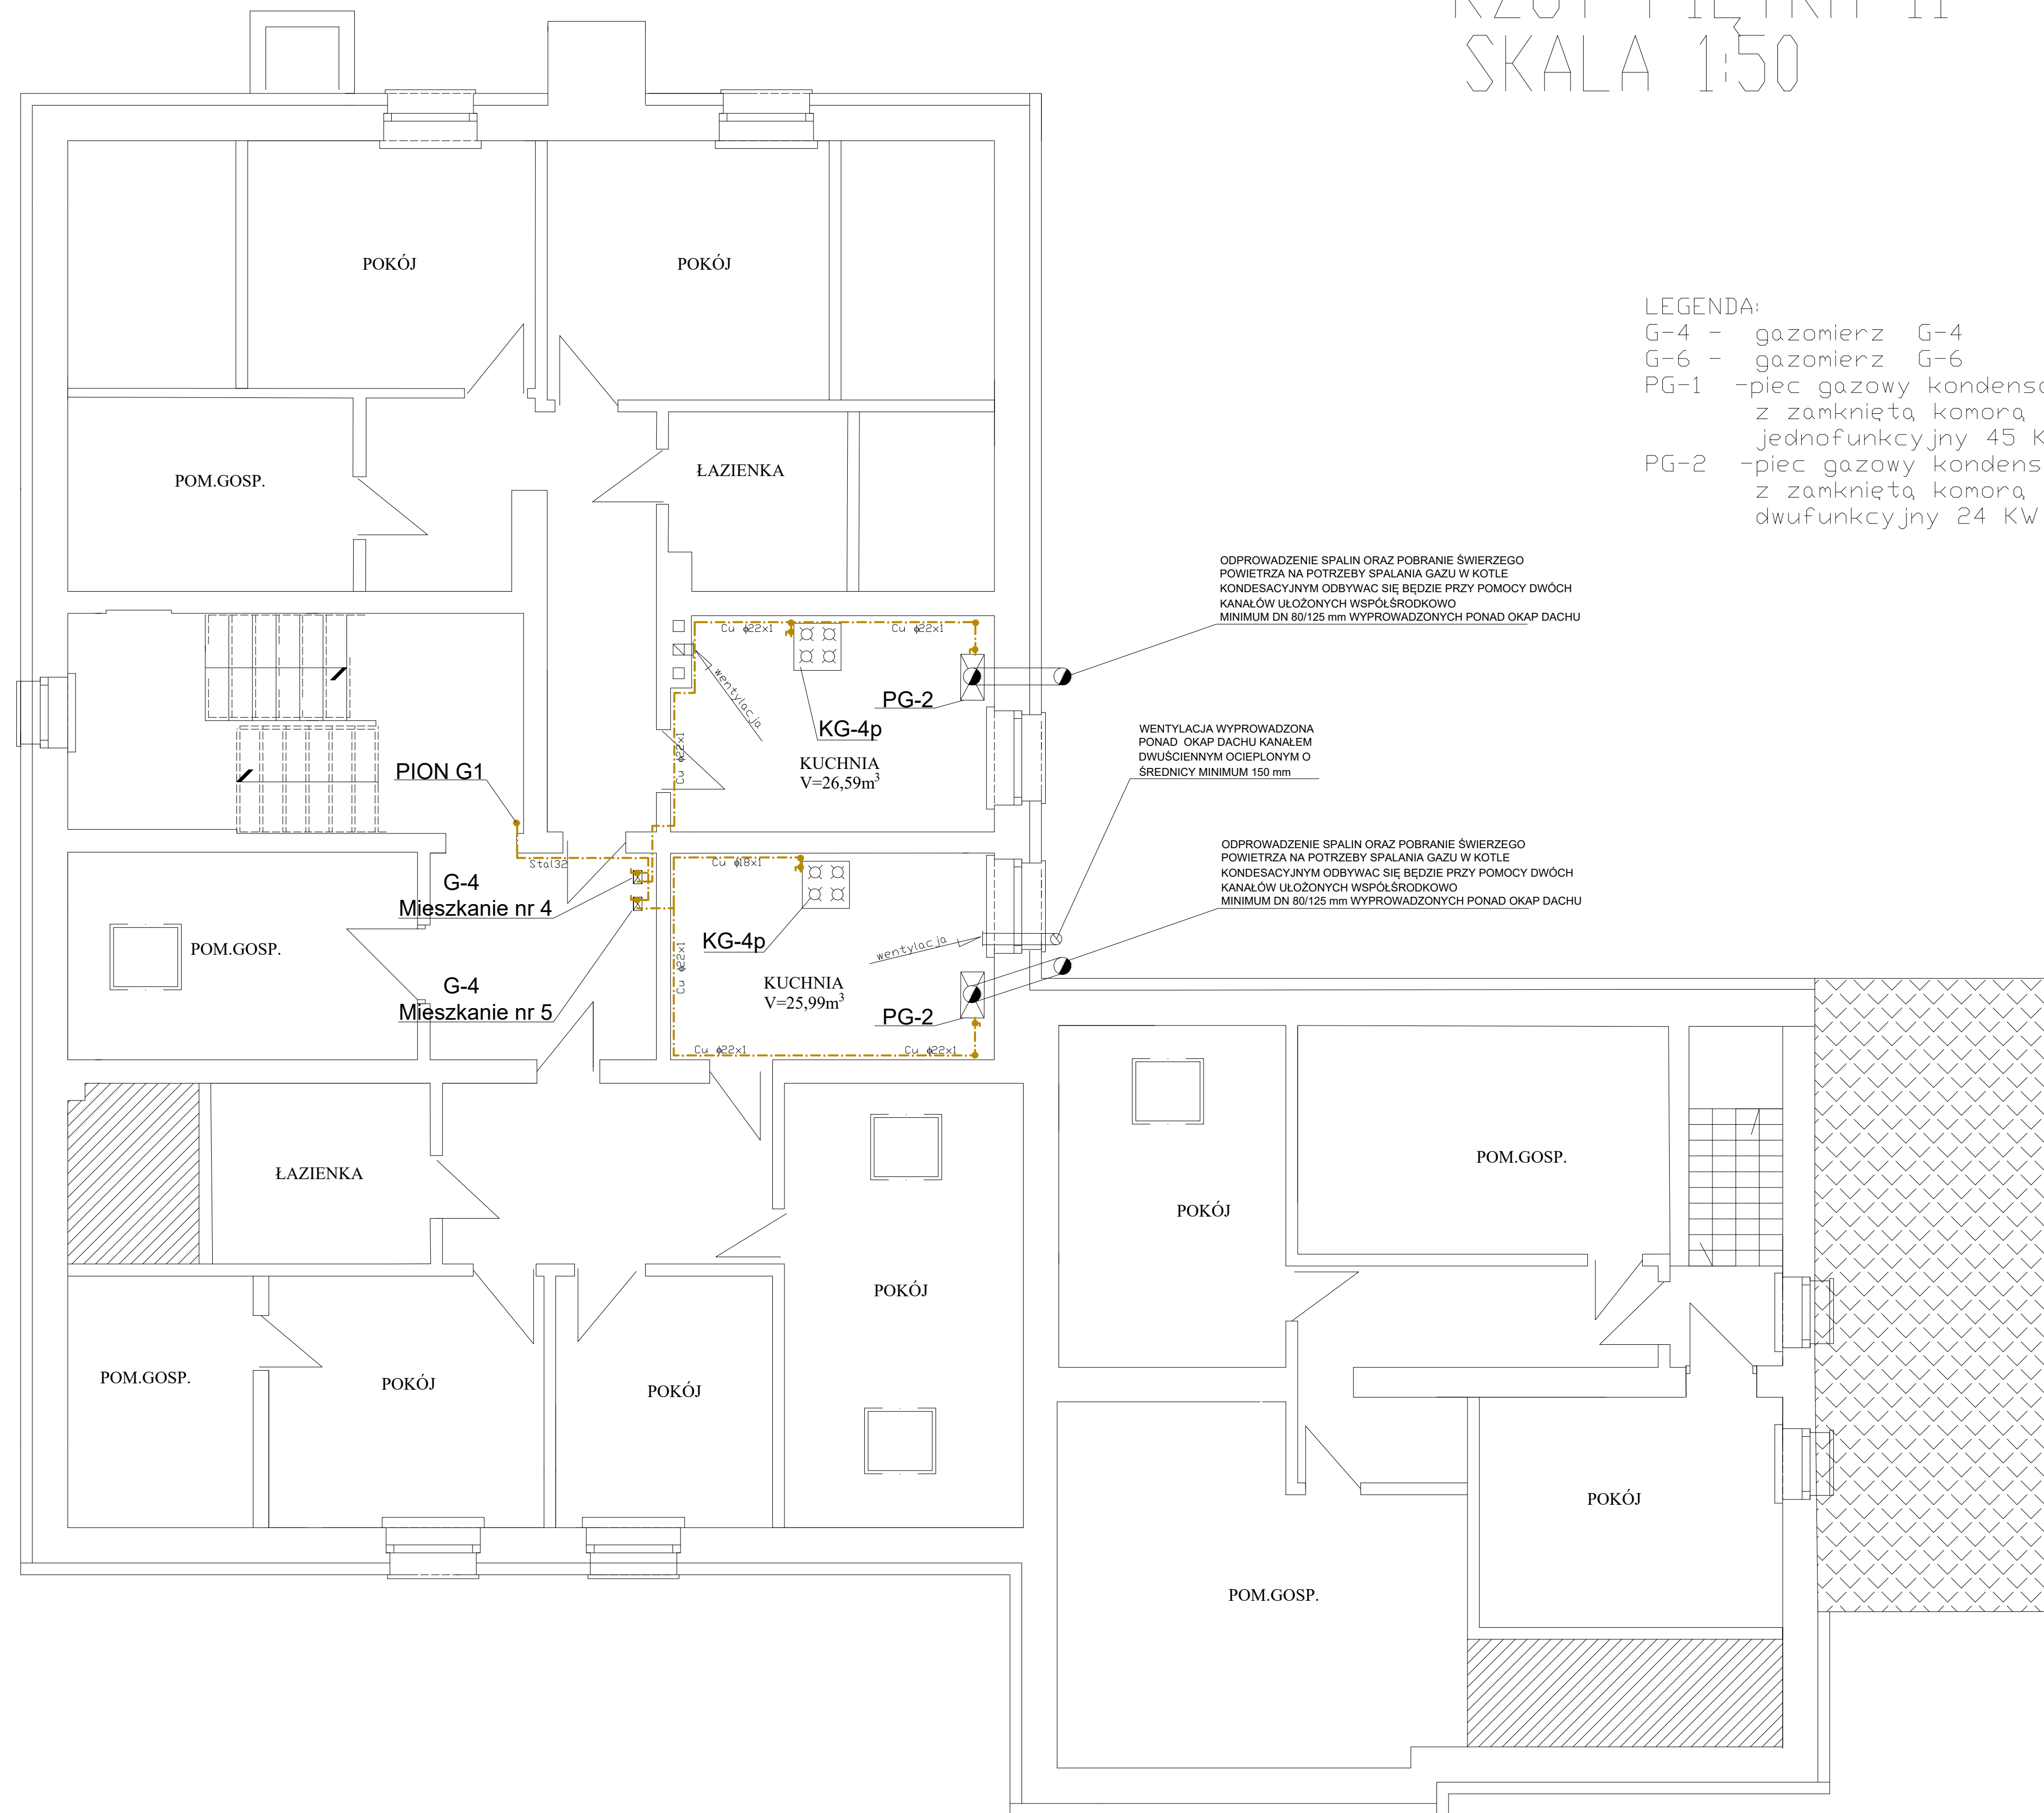 RZUT PIĘTRA II
SKALA 1:50
LEGENDA:
G-4 - gazomierz G-4
G-6 - gazomierz G-6
PG-1 -piec gazowy
z zamkniętą komorą
jednofunkcyjny 45
PG-2 -piec gazowy
z zamkniętą komorą
dwufunkcyjny 24 KW
POKÓJ
POKÓJ
POM.GOSP.
ŁAZIENKA
ODPROWADZENIE SPALIN ORAZ POBRANIE ŚWIERZEGO
POWIETRZA NA POTRZEBY SPALANIA GAZU W KOTLE
KONDESACYJNYM ODBYWAC SIĘ BĘDZIE PRZY POMOCY DWÓCH
KANAŁÓW UŁOŻONYCH WSPÓŁŚRODKOWO
MINIMUM DN 80/125 mm WYPROWADZONYCH PONAD OKAP DACHU
Cu ϕ22x1
Cu ϕ22x1
wentylacja
PG-2
KG-4p
Cu ϕ22x1
KUCHNIA
V=26,59m³
WENTYLACJA WYPROWADZONA
PONAD OKAP DACHU KANAŁEM
DWUŚCIENNYM OCIEPLONYM O
ŚREDNICY MINIMUM 150 mm
PION G1
Stal32
Cu ϕ18x1
G-4
Mieszkanie nr 4
ODPROWADZENIE SPALIN ORAZ POBRANIE ŚWIERZEGO
POWIETRZA NA POTRZEBY SPALANIA GAZU W KOTLE
KONDESACYJNYM ODBYWAC SIĘ BĘDZIE PRZY POMOCY DWÓCH
KANAŁÓW UŁOŻONYCH WSPÓŁŚRODKOWO
MINIMUM DN 80/125 mm WYPROWADZONYCH PONAD OKAP DACHU
POM.GOSP.
KG-4p
wentylacja
Cu ϕ22x1
G-4
Mieszkanie nr 5
KUCHNIA
V=25,99m³
PG-2
Cu ϕ22x1
Cu ϕ22x1
ŁAZIENKA
POM.GOSP.
POKÓJ
POKÓJ
POM.GOSP.
POKÓJ
POKÓJ
POKÓJ
POM.GOSP.